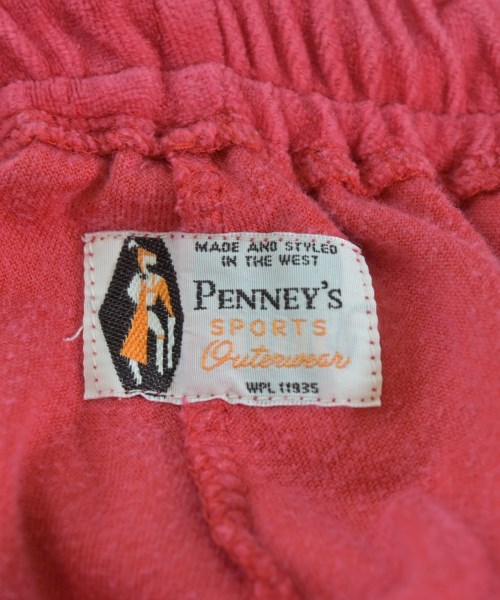 MADE AND STYLED
IN THE WEST
PENNEY'S
SPORTS
Outerwear
WPL 11935